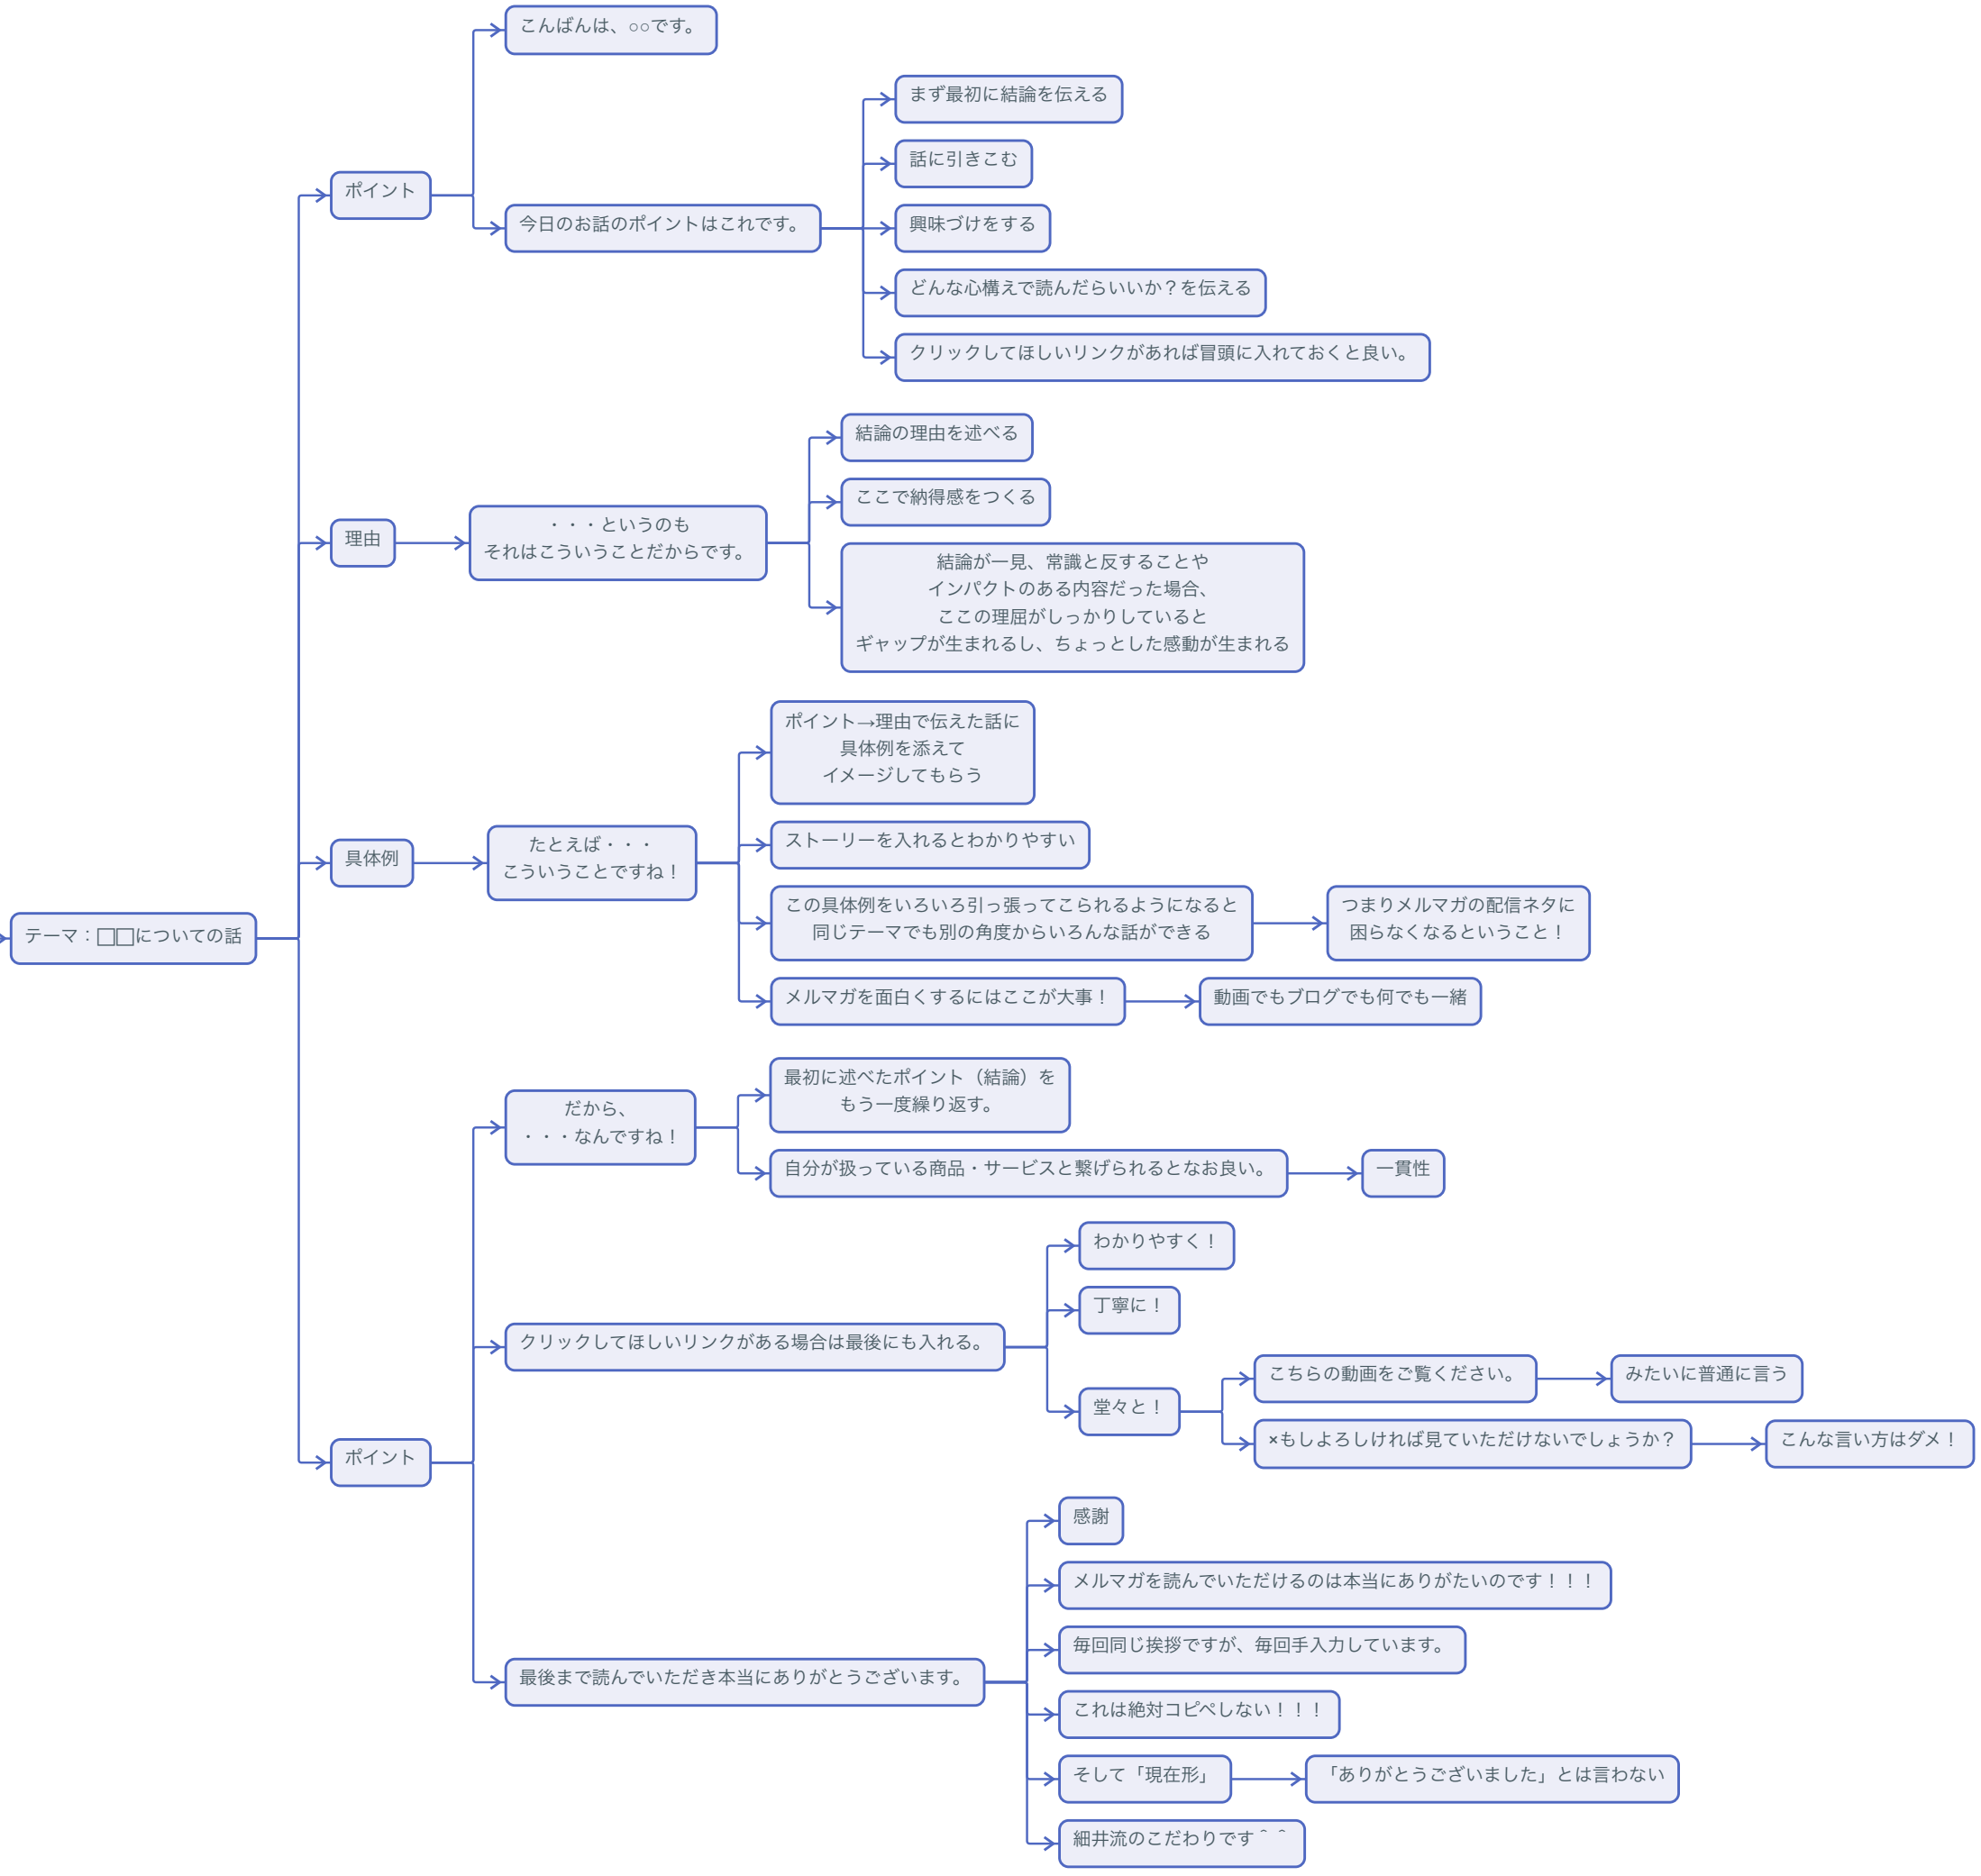 テーマ：□□についての話
ポイント
こんばんは、○○です。
今日のお話のポイントはこれです。
まず最初に結論を伝える
話に引きこむ
興味づけをする
どんな心構えで読んだらいいか？を伝える
クリックしてほしいリンクがあれば冒頭に入れておくと良い。
理由
・・・というのも
それはこういうことだからです。
結論の理由を述べる
ここで納得感をつくる
結論が一見、常識と反することや
インパクトのある内容だった場合、
ここの理屈がしっかりしていると
ギャップが生まれるし、ちょっとした感動が生まれる
具体例
たとえば・・・
こういうことですね！
ポイント→理由で伝えた話に
具体例を添えて
イメージしてもらう
ストーリーを入れるとわかりやすい
この具体例をいろいろ引っ張ってこられるようになると
同じテーマでも別の角度からいろんな話ができる
つまりメルマガの配信ネタに
困らなくなるということ！
メルマガを面白くするにはここが大事！
動画でもブログでも何でも一緒
ポイント
だから、
・・・なんですね！
最初に述べたポイント（結論）を
もう一度繰り返す。
自分が扱っている商品・サービスと繋げられるとなお良い。
一貫性
クリックしてほしいリンクがある場合は最後にも入れる。
わかりやすく！
丁寧に！
堂々と！
こちらの動画をご覧ください。
みたいに普通に言う
×もしよろしければ見ていただけないでしょうか？
こんな言い方はダメ！
最後まで読んでいただき本当にありがとうございます。
感謝
メルマガを読んでいただけるのは本当にありがたいのです！！！
毎回同じ挨拶ですが、毎回手入力しています。
これは絶対コピペしない！！！
そして「現在形」
「ありがとうございました」とは言わない
細井流のこだわりです＾＾